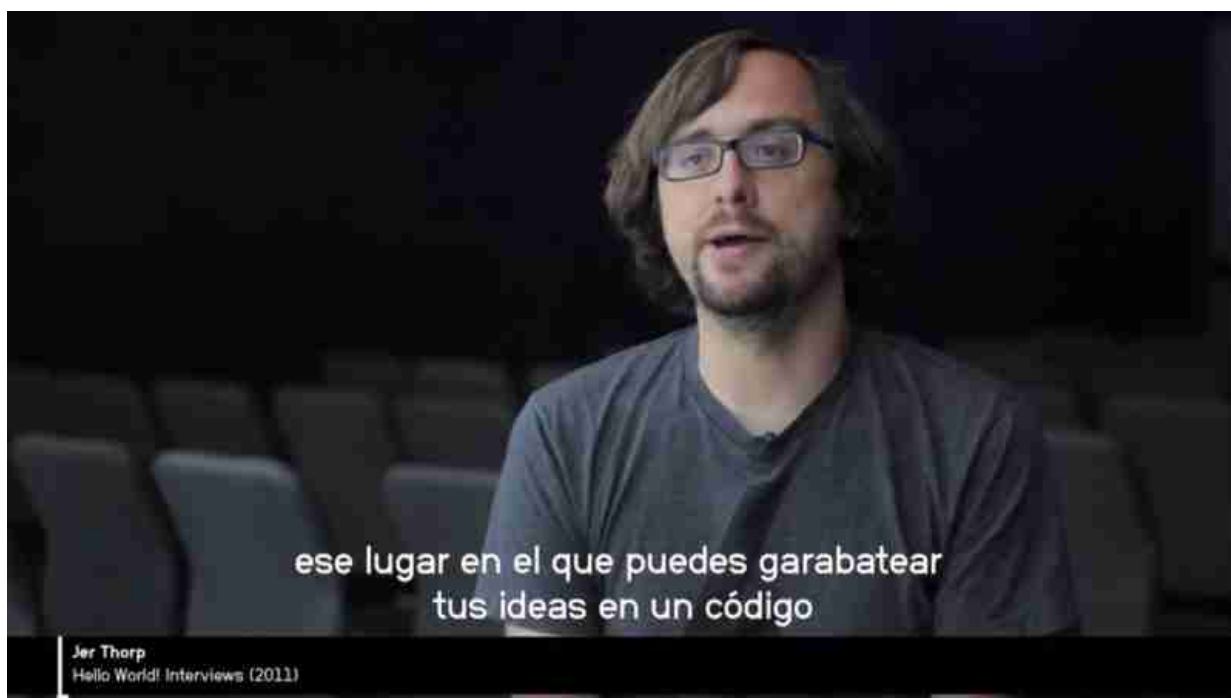 ese lugar en el que puedes garabatear
tus ideas en un código
Jer Thorp
Hello World! Interviews (2011)